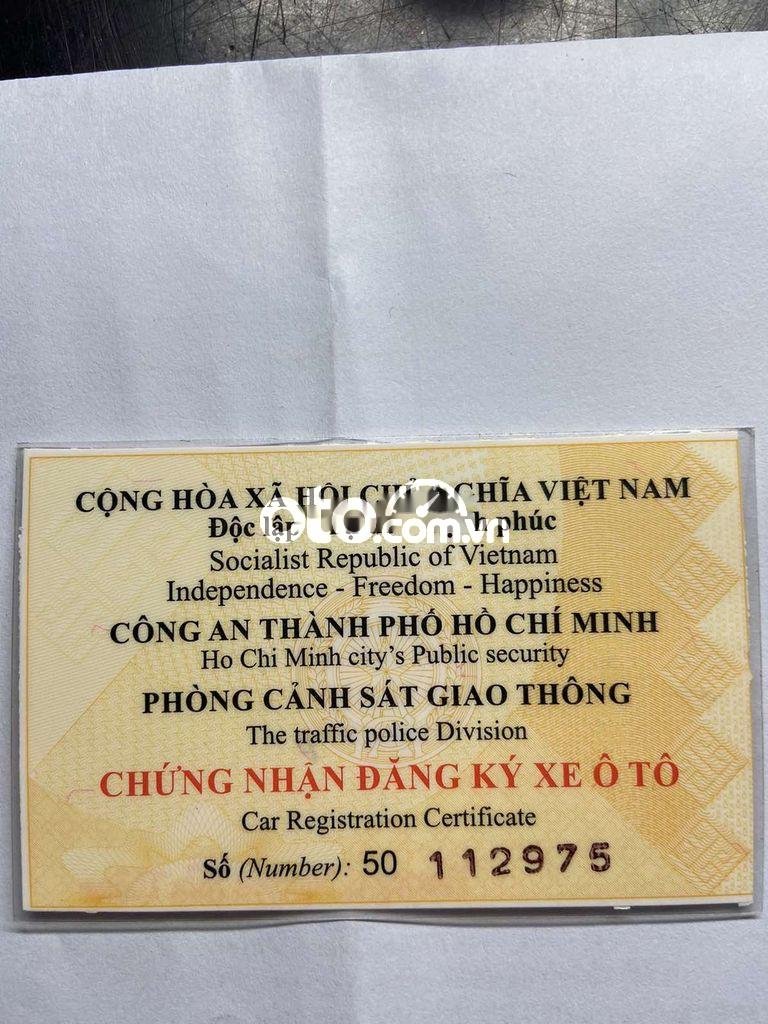 CỘNG HÒA XÃ HỘI CHỦ NGHĨA VIỆT NAM
Độc lập phúc
oto.com.vn
Socialist Republic of Vietnam
Independence - Freedom - Happiness
CÔNG AN THÀNH PHỐ HỒ CHÍ MINH
Ho Chi Minh city's Public security
PHÒNG CẢNH SÁT GIAO THÔNG
The traffic police Division
CHỨNG NHẬN ĐĂNG KÝ XE Ô TÔ
Car Registration Certificate
Số (Number): 50 112975